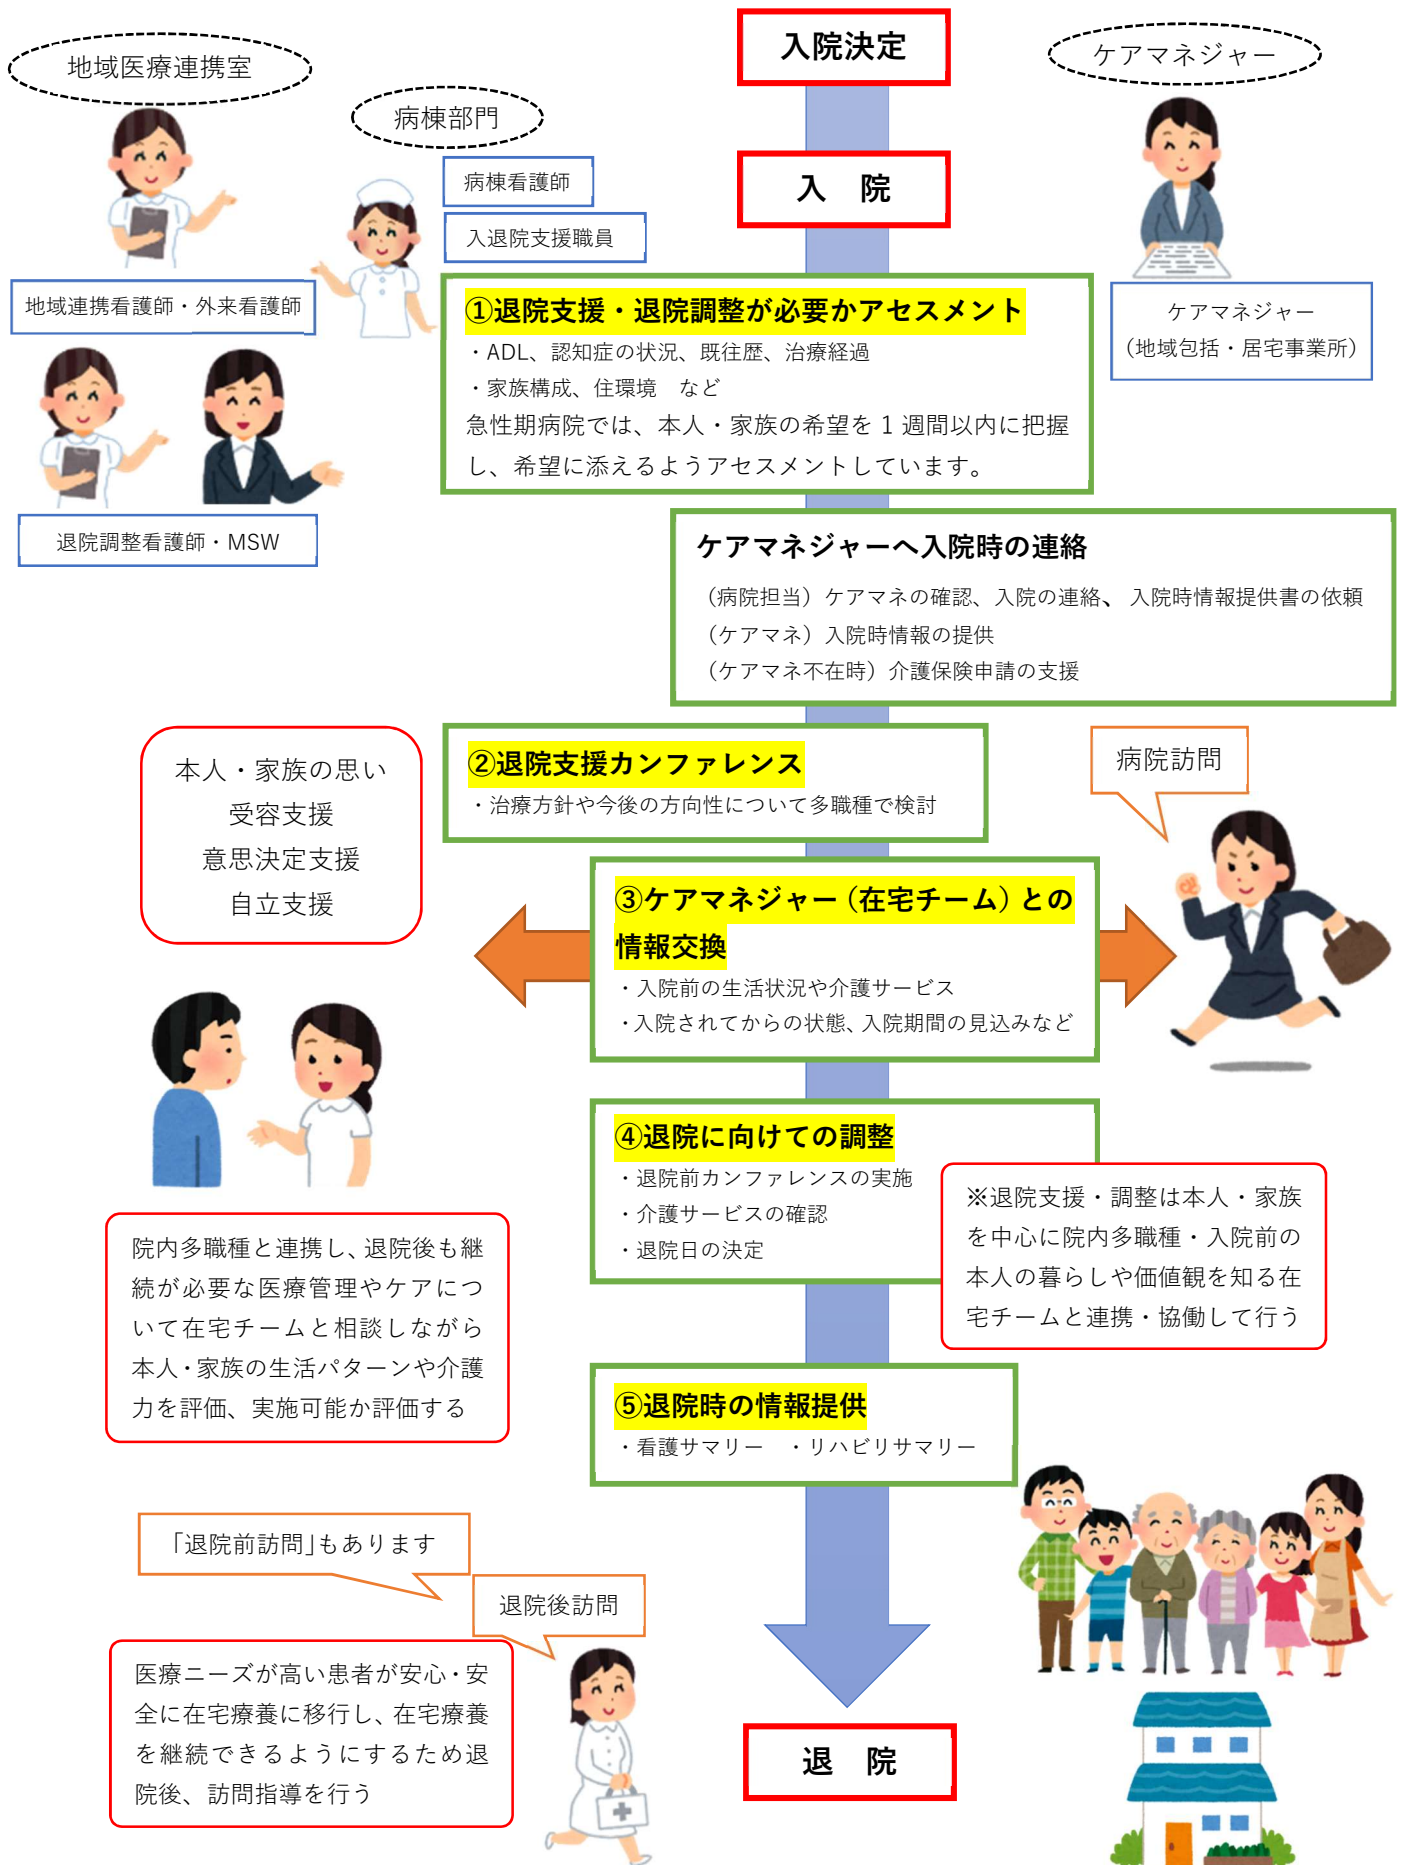 入院決定
地域医療連携室
ケアマネジャー
病棟部門
病棟看護師
入　院
入退院支援職員
地域連携看護師・外来看護師
ケアマネジャー
（地域包括・居宅事業所）
①退院支援・退院調整が必要かアセスメント
・ADL、認知症の状況、既往歴、治療経過
・家族構成、住環境　など
急性期病院では、本人・家族の希望を 1 週間以内に把握
し、希望に添えるようアセスメントしています。
退院調整看護師・MSW
ケアマネジャーへ入院時の連絡
（病院担当）ケアマネの確認、入院の連絡、 入院時情報提供書の依頼
（ケアマネ）入院時情報の提供
（ケアマネ不在時）介護保険申請の支援
本人・家族の思い
受容支援
意思決定支援
自立支援
②退院支援カンファレンス
・治療方針や今後の方向性について多職種で検討
病院訪問
③ケアマネジャー（在宅チーム）との
情報交換
・入院前の生活状況や介護サービス
・入院されてからの状態、入院期間の見込みなど
④退院に向けての調整
・退院前カンファレンスの実施
・介護サービスの確認
・退院日の決定
※退院支援・調整は本人・家族
を中心に院内多職種・入院前の
本人の暮らしや価値観を知る在
宅チームと連携・協働して行う
院内多職種と連携し、退院後も継
続が必要な医療管理やケアにつ
いて在宅チームと相談しながら
本人・家族の生活パターンや介護
力を評価、実施可能か評価する
⑤退院時の情報提供
・看護サマリー　・リハビリサマリー
「退院前訪問」もあります
退院後訪問
医療ニーズが高い患者が安心・安
全に在宅療養に移行し、在宅療養
を継続できるようにするため退
院後、訪問指導を行う
退　院